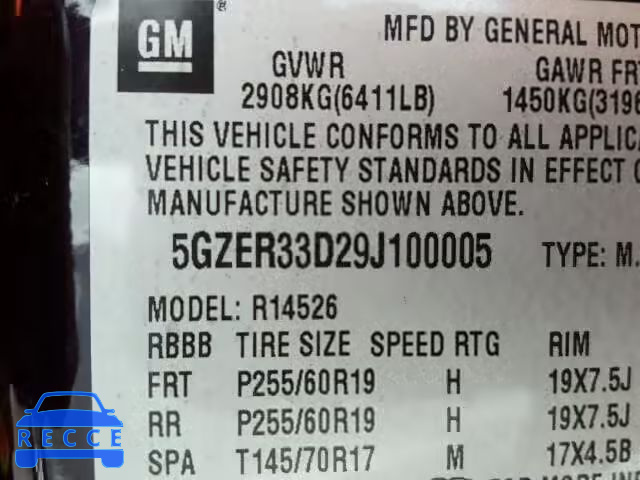 GM ®
MFD BY GENERAL MOT
GVWR GAWR FR
2908KG(6411LB) 1450KG(3196
THIS VEHICLE CONFORMS TO ALL APPLIC
VEHICLE SAFETY STANDARDS IN EFFECT
MANUFACTURE SHOWN ABOVE.
5GZER33D29J100005 TYPE: M.
MODEL: R14526
RBBB TIRE SIZE SPEED RTG RIM
FRT P255/60R19 H 19X7.5J
RR P255/60R19 H 19X7.5J
SPA T145/70R17 M 17X4.5B
RECCE